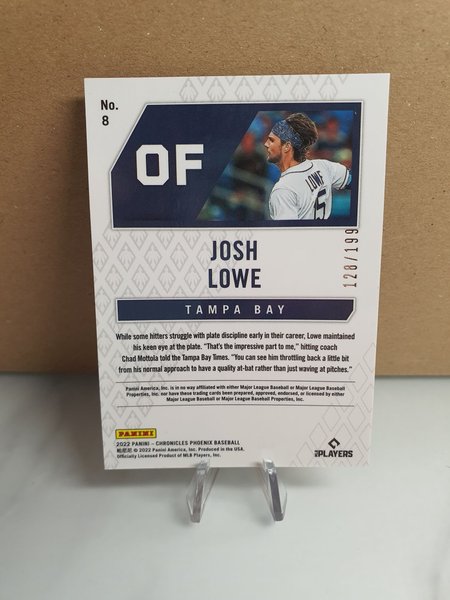 No.
8
OF
LOWE
5
JOSH
LOWE
128/199
TAMPA BAY
While some hitters struggle with plate discipline early in their career, Lowe maintained
his keen eye at the plate. "That's the impressive part to me," hitting coach
Chad Mottola told the Tampa Bay Times. "You can see him throttling back a little bit
from his normal approach to have a quality at-bat rather than just waving at pitches."
Panini America, Inc. is in no way affiliated with either Major League Baseball or Major League Baseball
Properties, Inc. nor have these trading cards been prepared, approved, endorsed, or licensed by either
Major League Baseball or Major League Baseball Properties, Inc.
PANINI
2022 PANINI – CHRONICLES PHOENIX BASEBALL
帕尼尼 © 2022 Panini America, Inc. Produced in the USA.
Officially Licensed Product of MLB Players, Inc.
PLAYERS